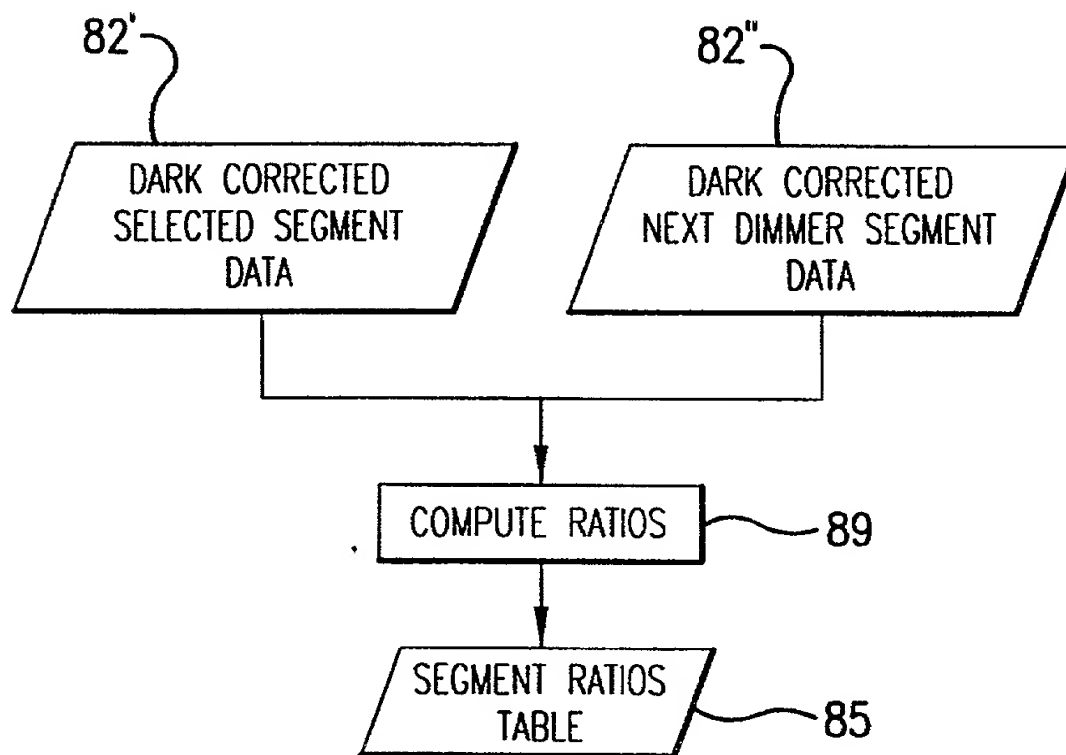 82'
82"
DARK CORRECTED
SELECTED SEGMENT
DATA
DARK CORRECTED
NEXT DIMMER SEGMENT
DATA
COMPUTE RATIOS
89
SEGMENT RATIOS
TABLE
85